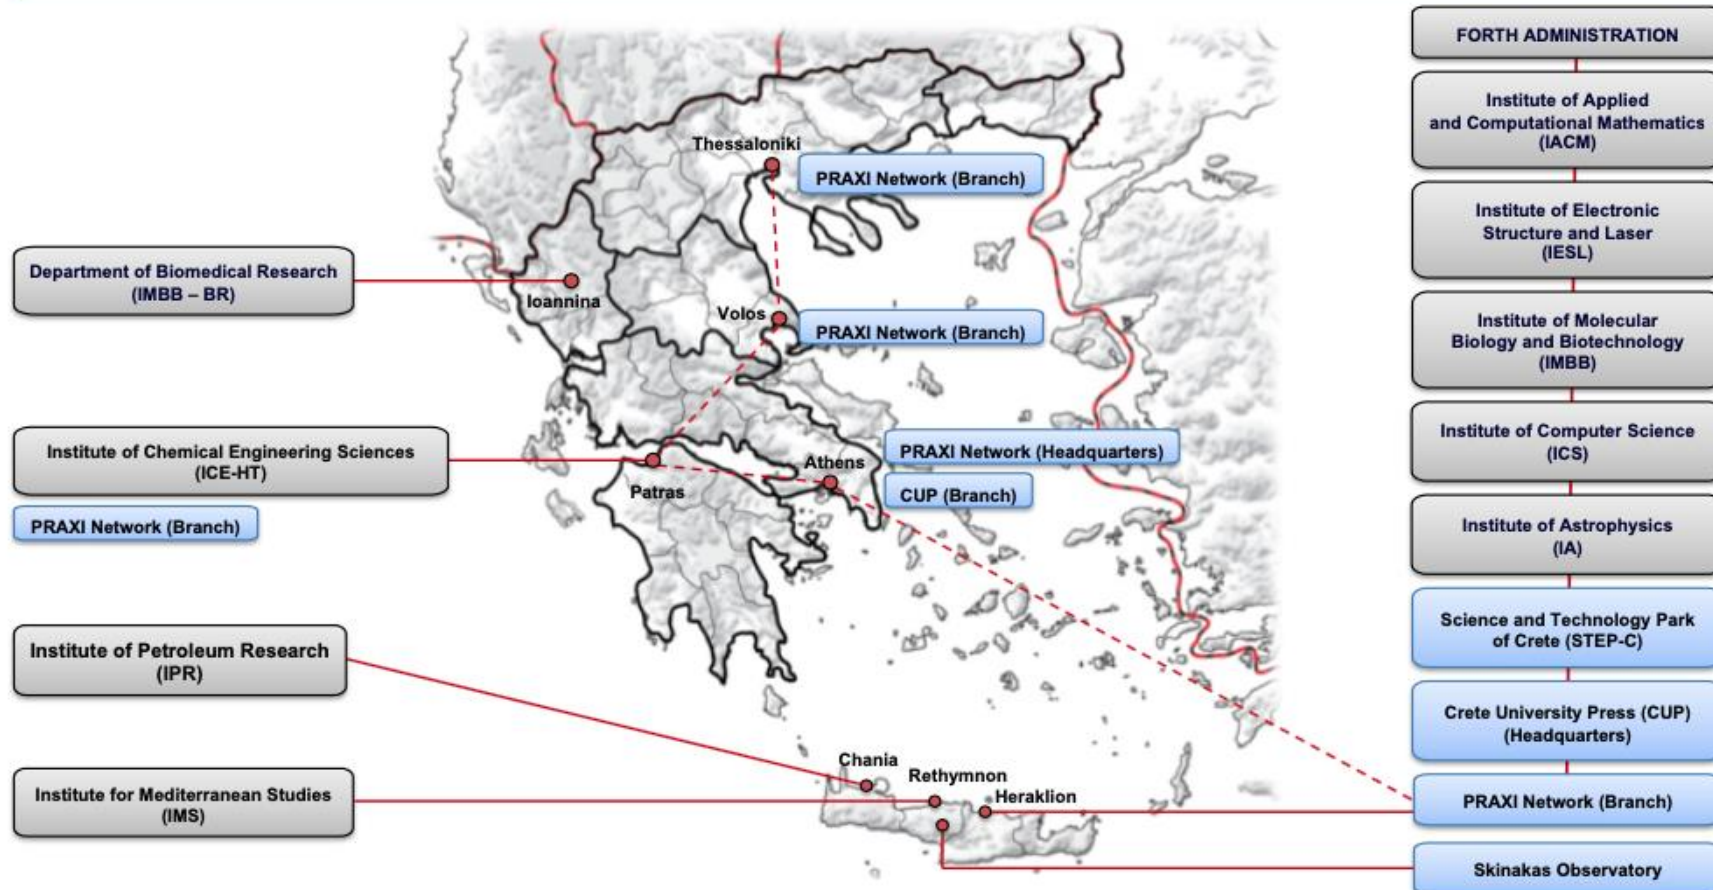 FORTH ADMINISTRATION
Institute of Applied
and Computational Mathematics
(IACM)
Thessaloniki
PRAXI Network (Branch)
Institute of Electronic
Structure and Laser
(IESL)
Department of Biomedical Research
(IMBB – BR)
Ioannina
Volos
PRAXI Network (Branch)
Institute of Molecular
Biology and Biotechnology
(IMBB)
Institute of Chemical Engineering Sciences
(ICE-HT)
Patras
PRAXI Network (Branch)
Athens
PRAXI Network (Headquarters)
CUP (Branch)
Institute of Computer Science
(ICS)
Institute of Astrophysics
(IA)
Science and Technology Park
of Crete (STEP-C)
Institute of Petroleum Research
(IPR)
Crete University Press (CUP)
(Headquarters)
Chania
Rethymnon
Heraklion
Institute for Mediterranean Studies
(IMS)
PRAXI Network (Branch)
Skinakas Observatory